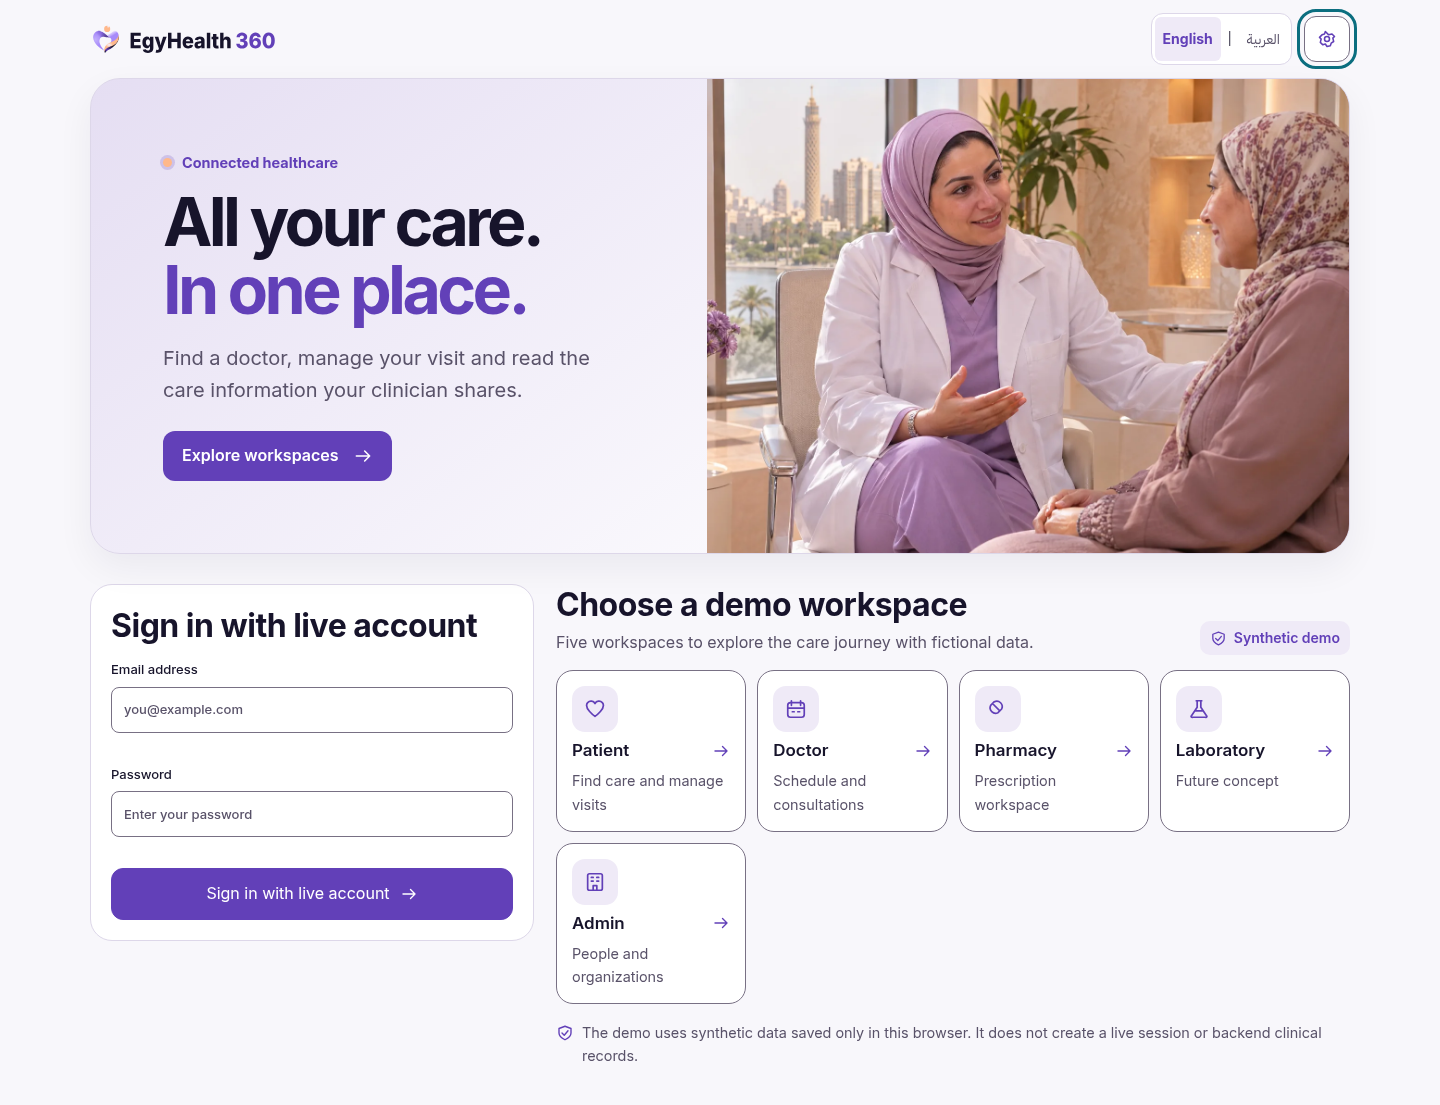 EgyHealth 360
English | العربية
Connected healthcare
All your care.
In one place.
Find a doctor, manage your visit and read the
care information your clinician shares.
Explore workspaces
Sign in with live account
Email address
you@example.com
Password
Enter your password
Sign in with live account
Choose a demo workspace
Five workspaces to explore the care journey with fictional data.
Synthetic demo
Patient
Find care and manage
visits
Doctor
Schedule and
consultations
Pharmacy
Prescription
workspace
Laboratory
Future concept
Admin
People and
organizations
The demo uses synthetic data saved only in this browser. It does not create a live session or backend clinical
records.